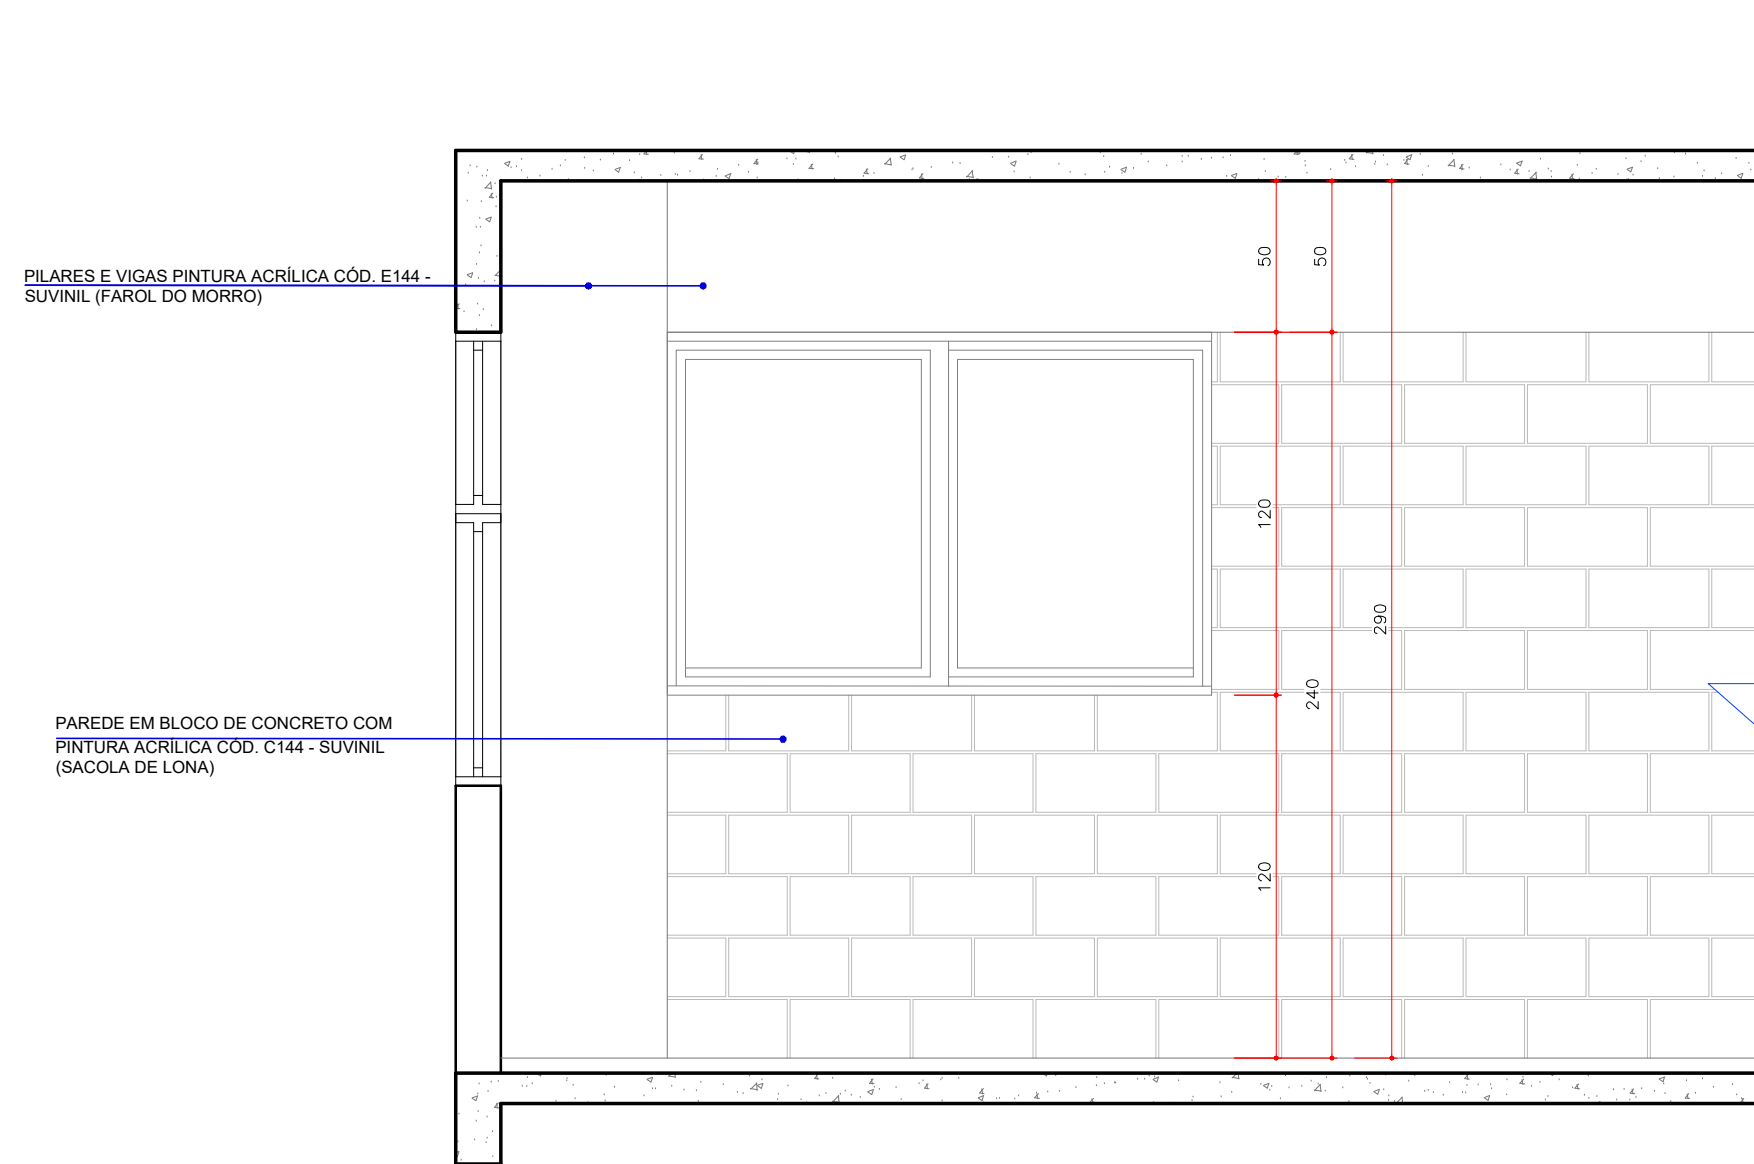 50
50
PILARES E VIGAS PINTURA ACRÍLICA CÓD. E144 -
SUVINIL (FAROL DO MORRO)
120
290
240
PAREDE EM BLOCO DE CONCRETO COM
PINTURA ACRÍLICA CÓD. C144 - SUVINIL
(SACOLA DE LONA)
120